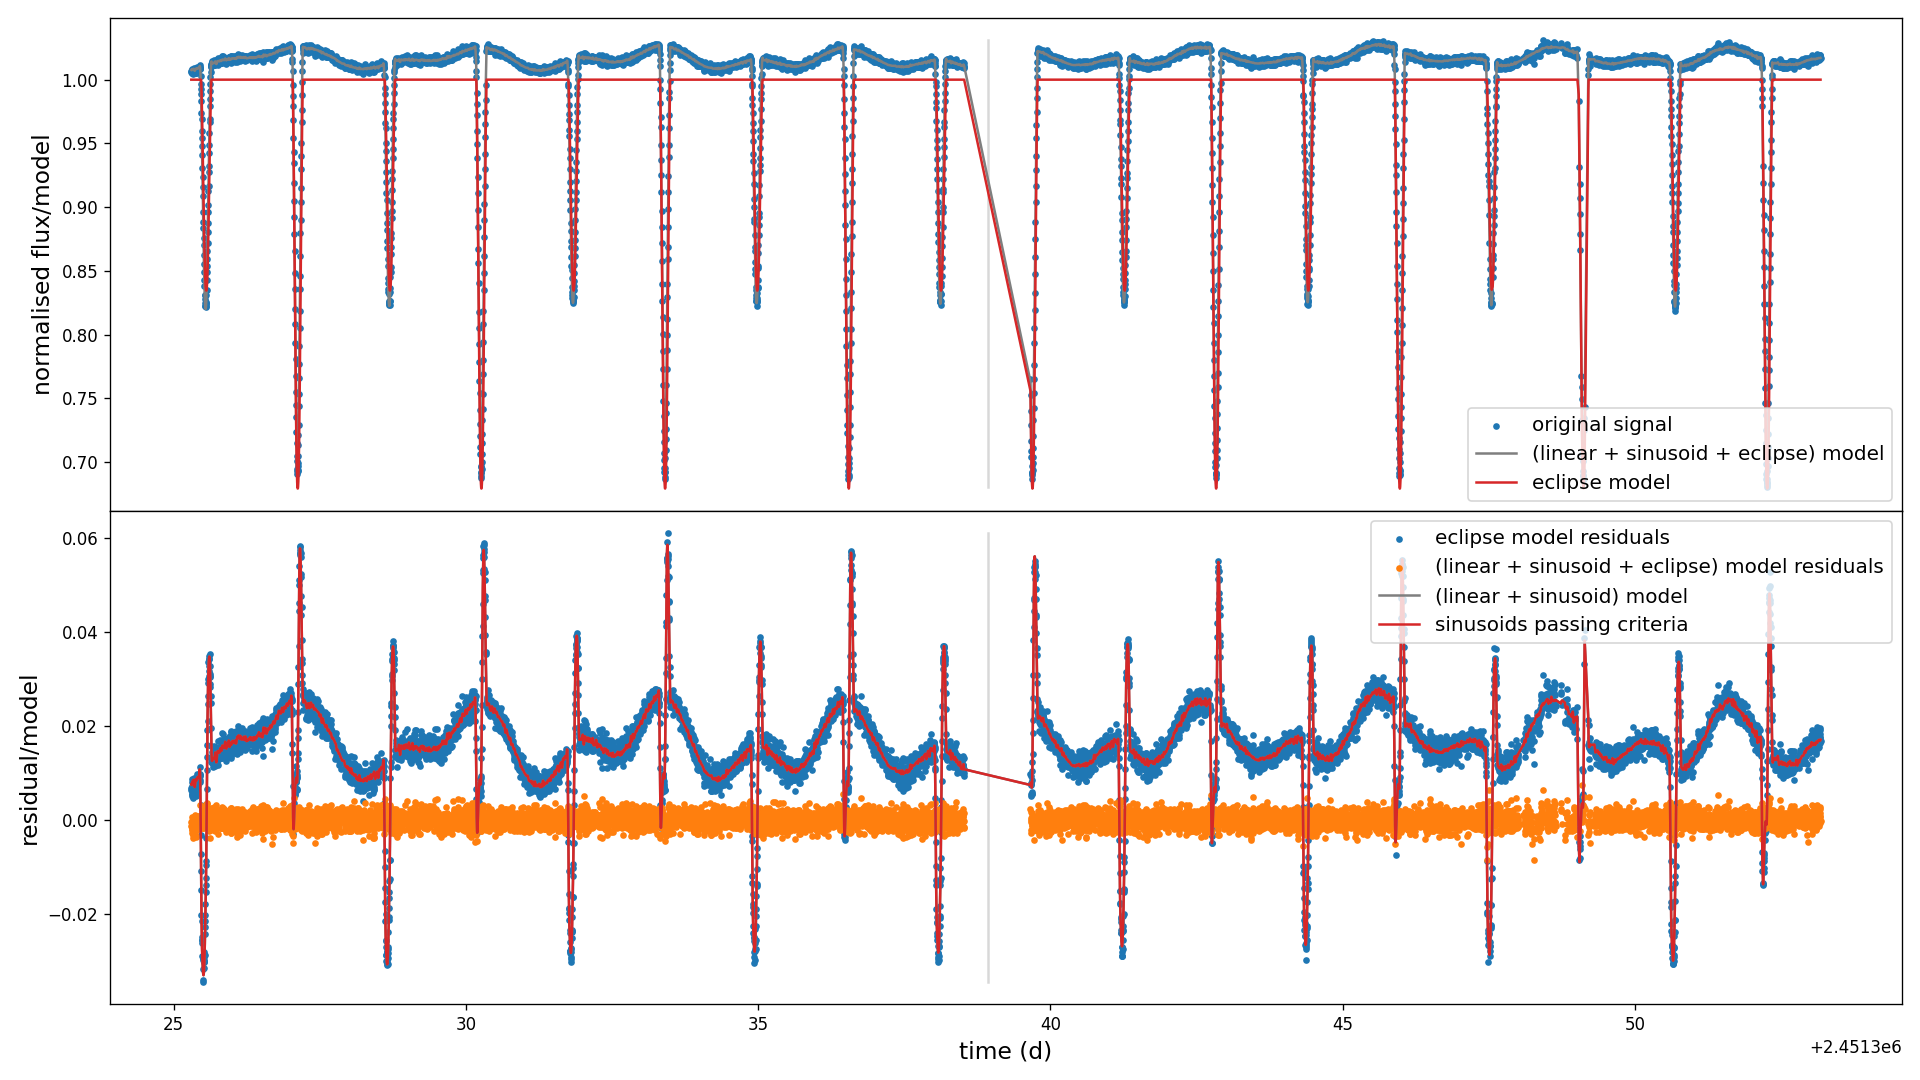 normalised flux/model
1.00
0.95
0.90
0.85
0.80
0.75
0.70
original signal
(linear + sinusoid + eclipse) model
eclipse model
residual/model
0.06
0.04
0.02
0.00
−0.02
eclipse model residuals
(linear + sinusoid + eclipse) model residuals
(linear + sinusoid) model
sinusoids passing criteria
25 30 35 40 45 50
time (d)
+2.4513e6